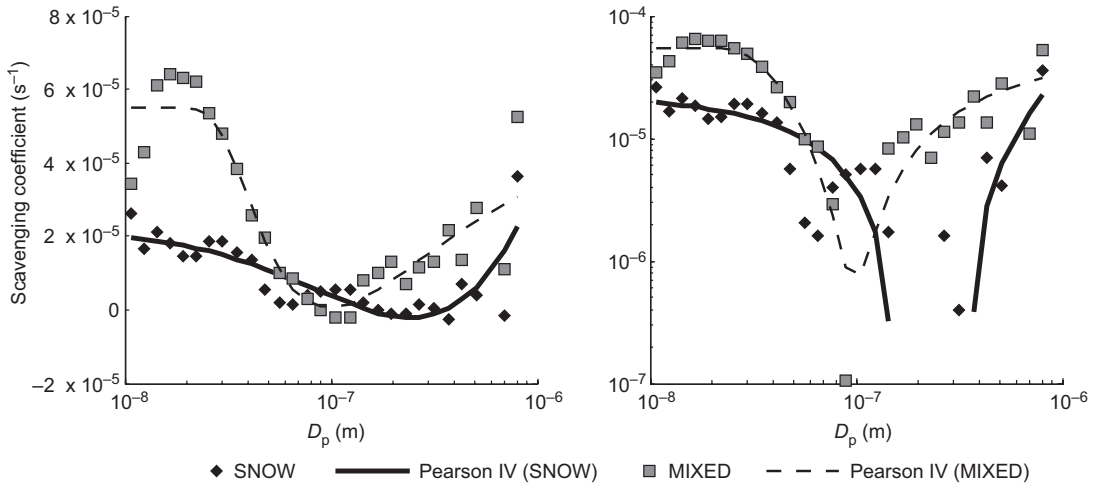 Scavenging coefficient (s⁻¹)
8 x 10⁻⁵
6 x 10⁻⁵
4 x 10⁻⁵
2 x 10⁻⁵
0
–2 x 10⁻⁵
10⁻⁸
10⁻⁷
10⁻⁶
Dp (m)
10⁻⁴
10⁻⁵
10⁻⁶
10⁻⁷
10⁻⁸
10⁻⁷
10⁻⁶
Dp (m)
SNOW Pearson IV (SNOW) MIXED Pearson IV (MIXED)